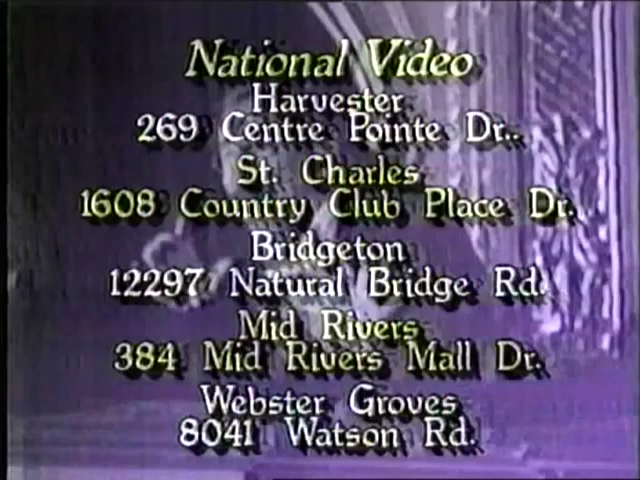 National Video
Harvester
269 Centre Pointe Dr.
St. Charles
1608 Country Club Place Dr.
Bridgeton
12297 Natural Bridge Rd.
Mid Rivers
384 Mid Rivers Mall Dr.
Webster Groves
8041 Watson Rd.